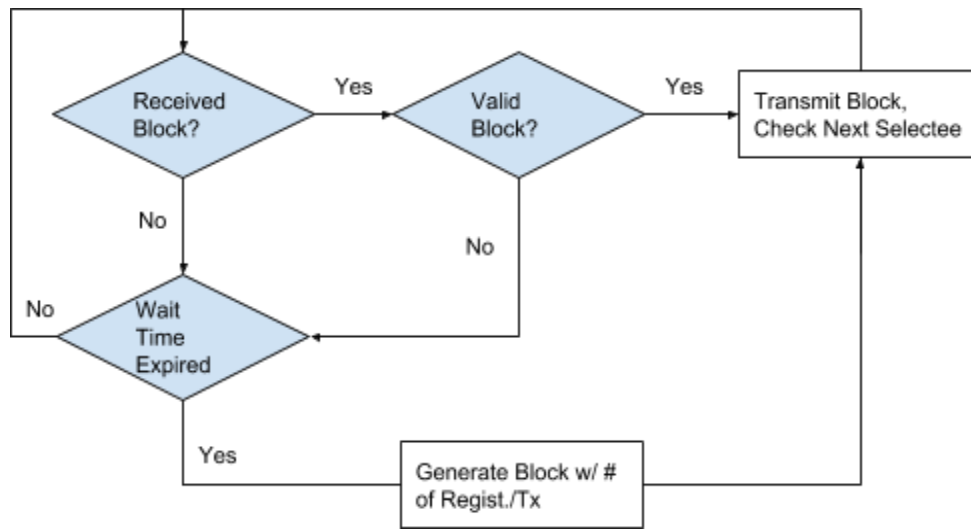 Received
Block?
Yes
Valid
Block?
Yes
Transmit Block,
Check Next Selectee
No
No
No
Wait
Time
Expired
Yes
Generate Block w/ #
of Regist./Tx